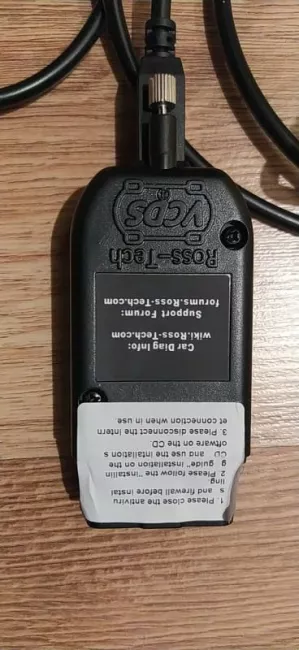 1. Please close the antiviru
s and firewall before instal
ling
2. Please follow the "installin
g guide" installation on the
CD and use the intallation s
oftware on the CD.
3. Please disconnect the intern
et connection when in use
Car Diag Info:
wiki.Ross-Tech.com
Support Forum:
forums.Ross-Tech.com
Ross-Tech
VCDS